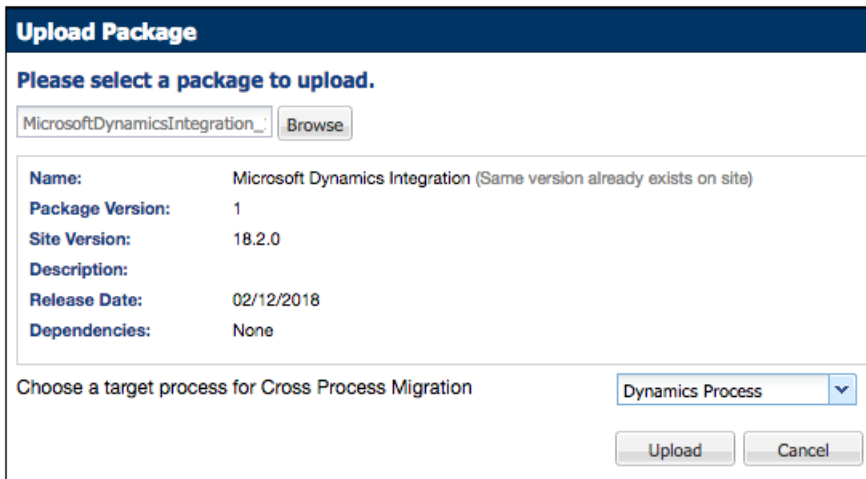 Upload Package
Please select a package to upload.
MicrosoftDynamicsIntegration_ Browse
Name: Microsoft Dynamics Integration (Same version already exists on site)
Package Version: 1
Site Version: 18.2.0
Description:
Release Date: 02/12/2018
Dependencies: None
Choose a target process for Cross Process Migration Dynamics Process
Upload Cancel